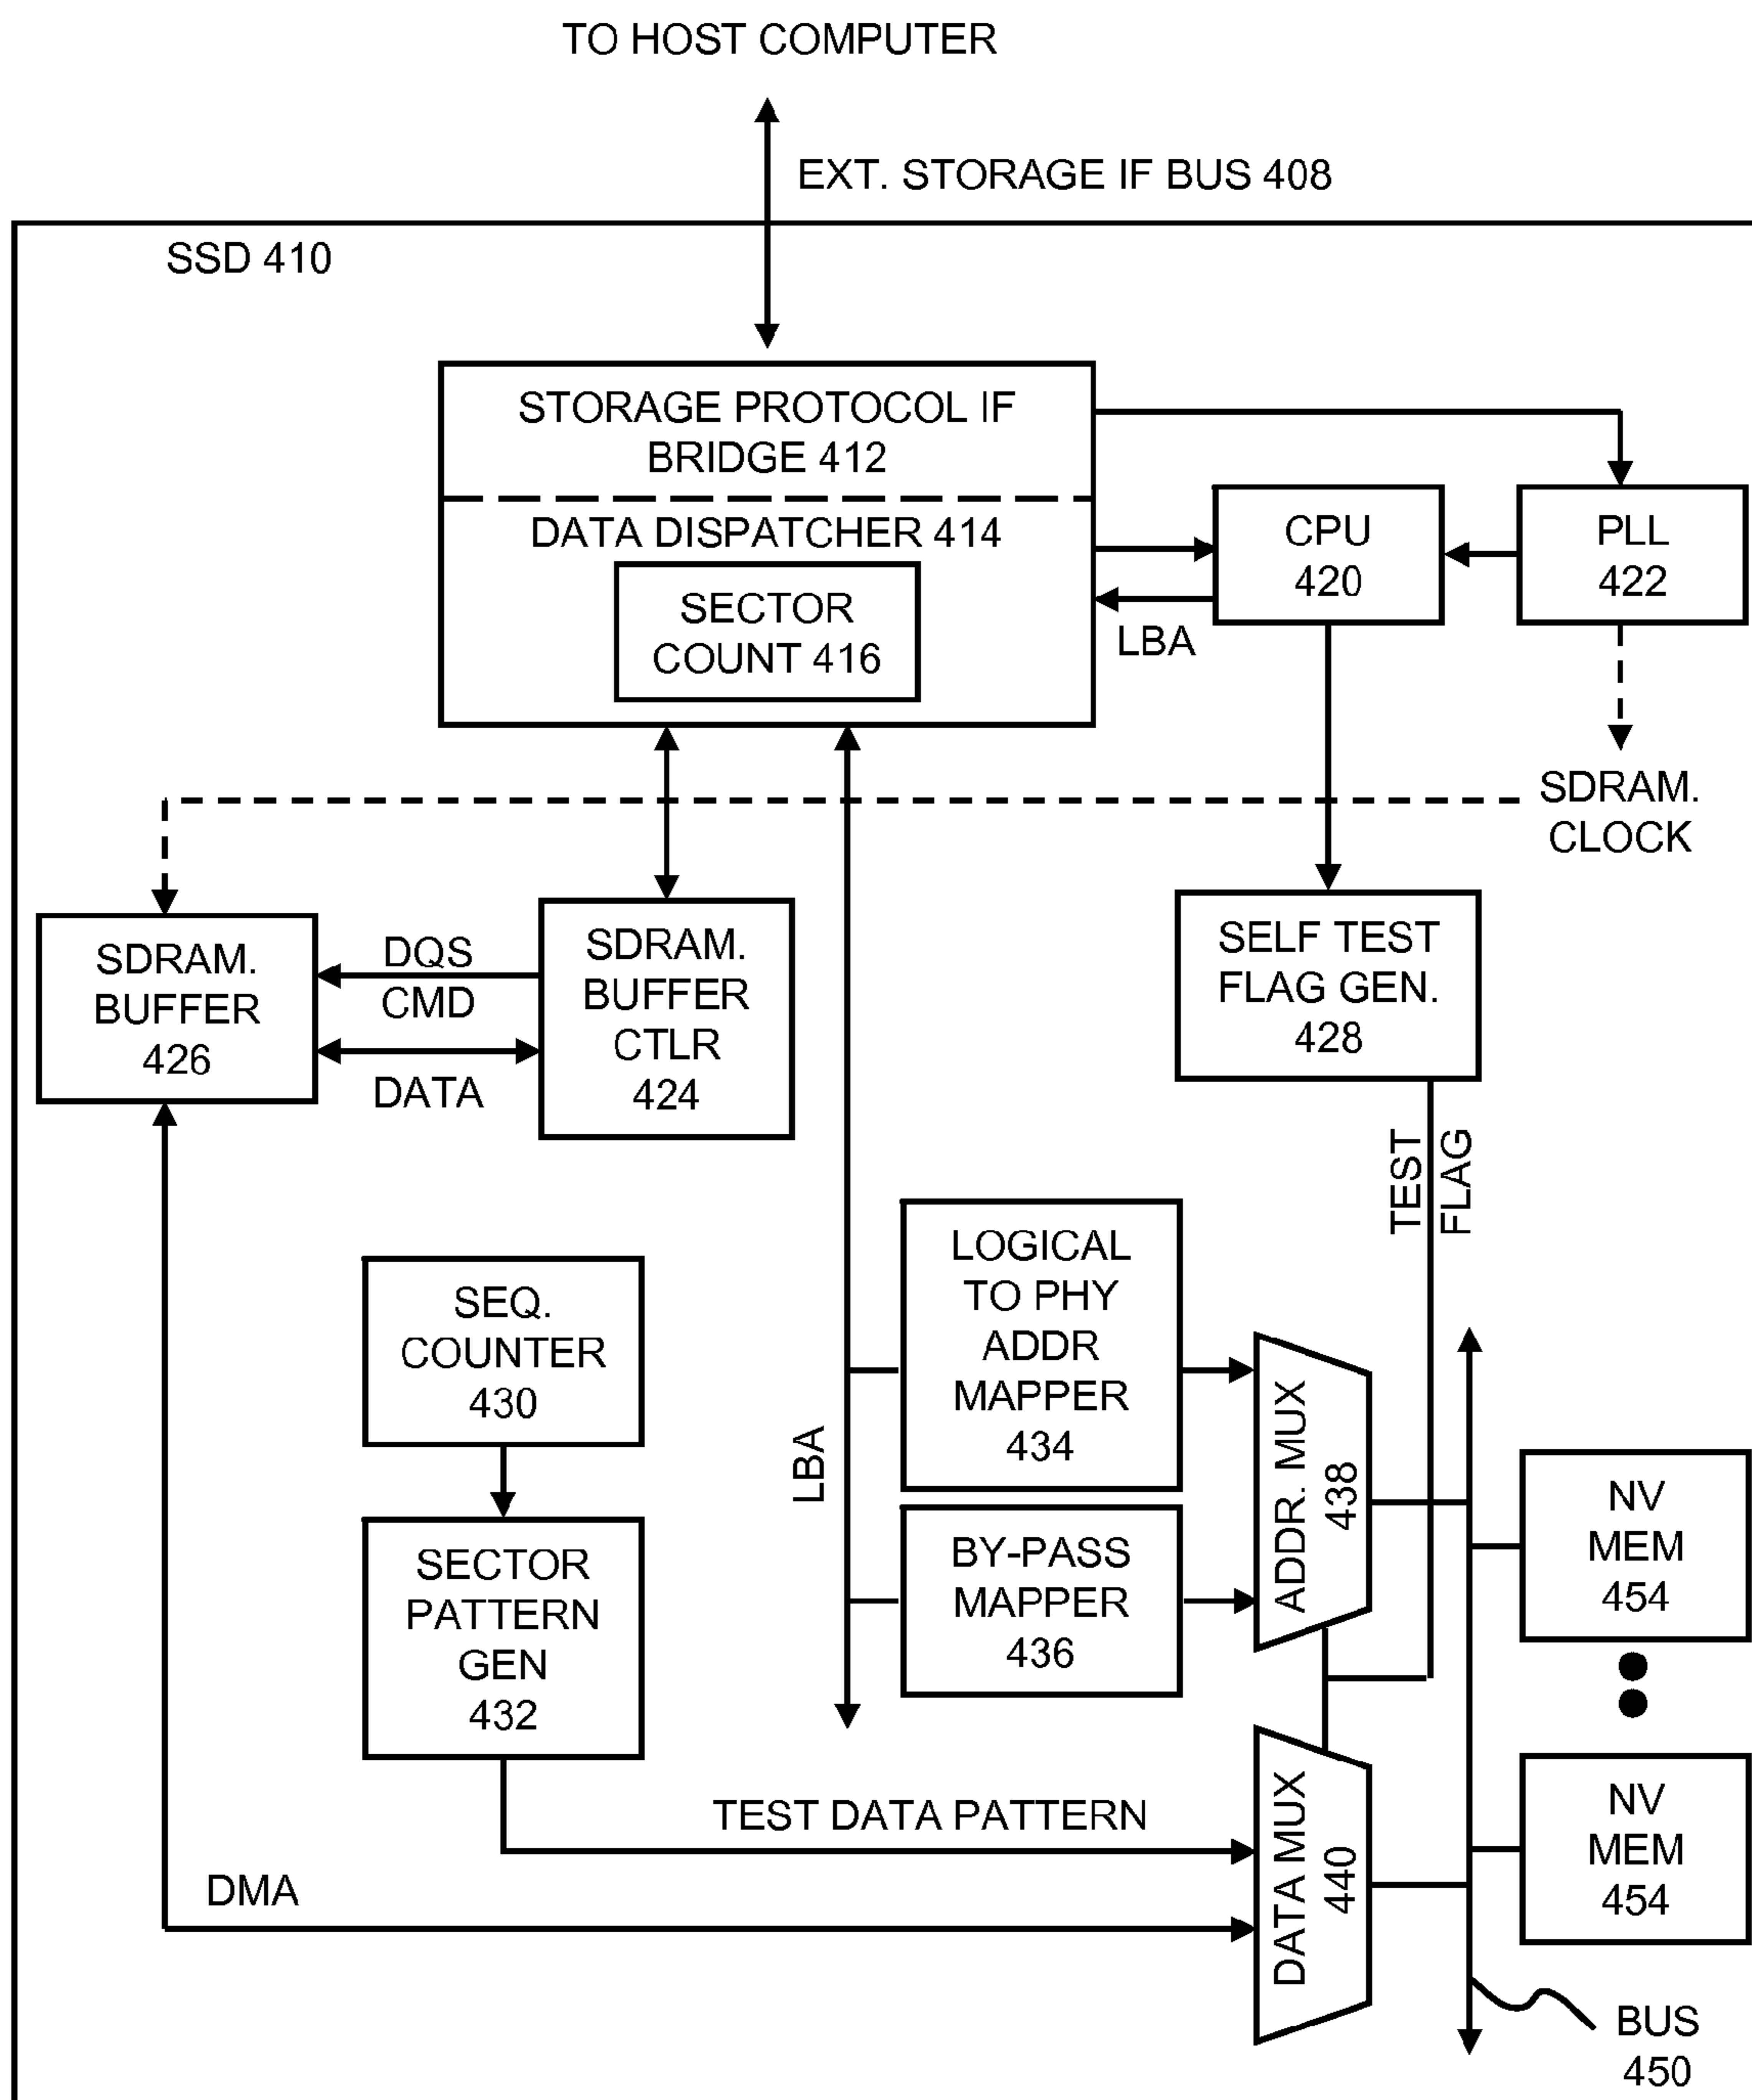 TO HOST COMPUTER
EXT. STORAGE IF BUS 408
SSD 410
STORAGE PROTOCOL IF
BRIDGE 412
DATA DISPATCHER 414
SECTOR
COUNT 416
CPU
420
PLL
422
LBA
SDRAM.
CLOCK
SDRAM.
BUFFER
426
DQS
CMD
DATA
SDRAM.
BUFFER
CTLR
424
SELF TEST
FLAG GEN.
428
TEST
FLAG
SEQ.
COUNTER
430
LOGICAL
TO PHY
ADDR
MAPPER
434
LBA
ADDR. MUX
438
BY-PASS
MAPPER
436
NV
MEM
454
SECTOR
PATTERN
GEN
432
NV
MEM
454
TEST DATA PATTERN
DATA MUX
440
DMA
BUS
450